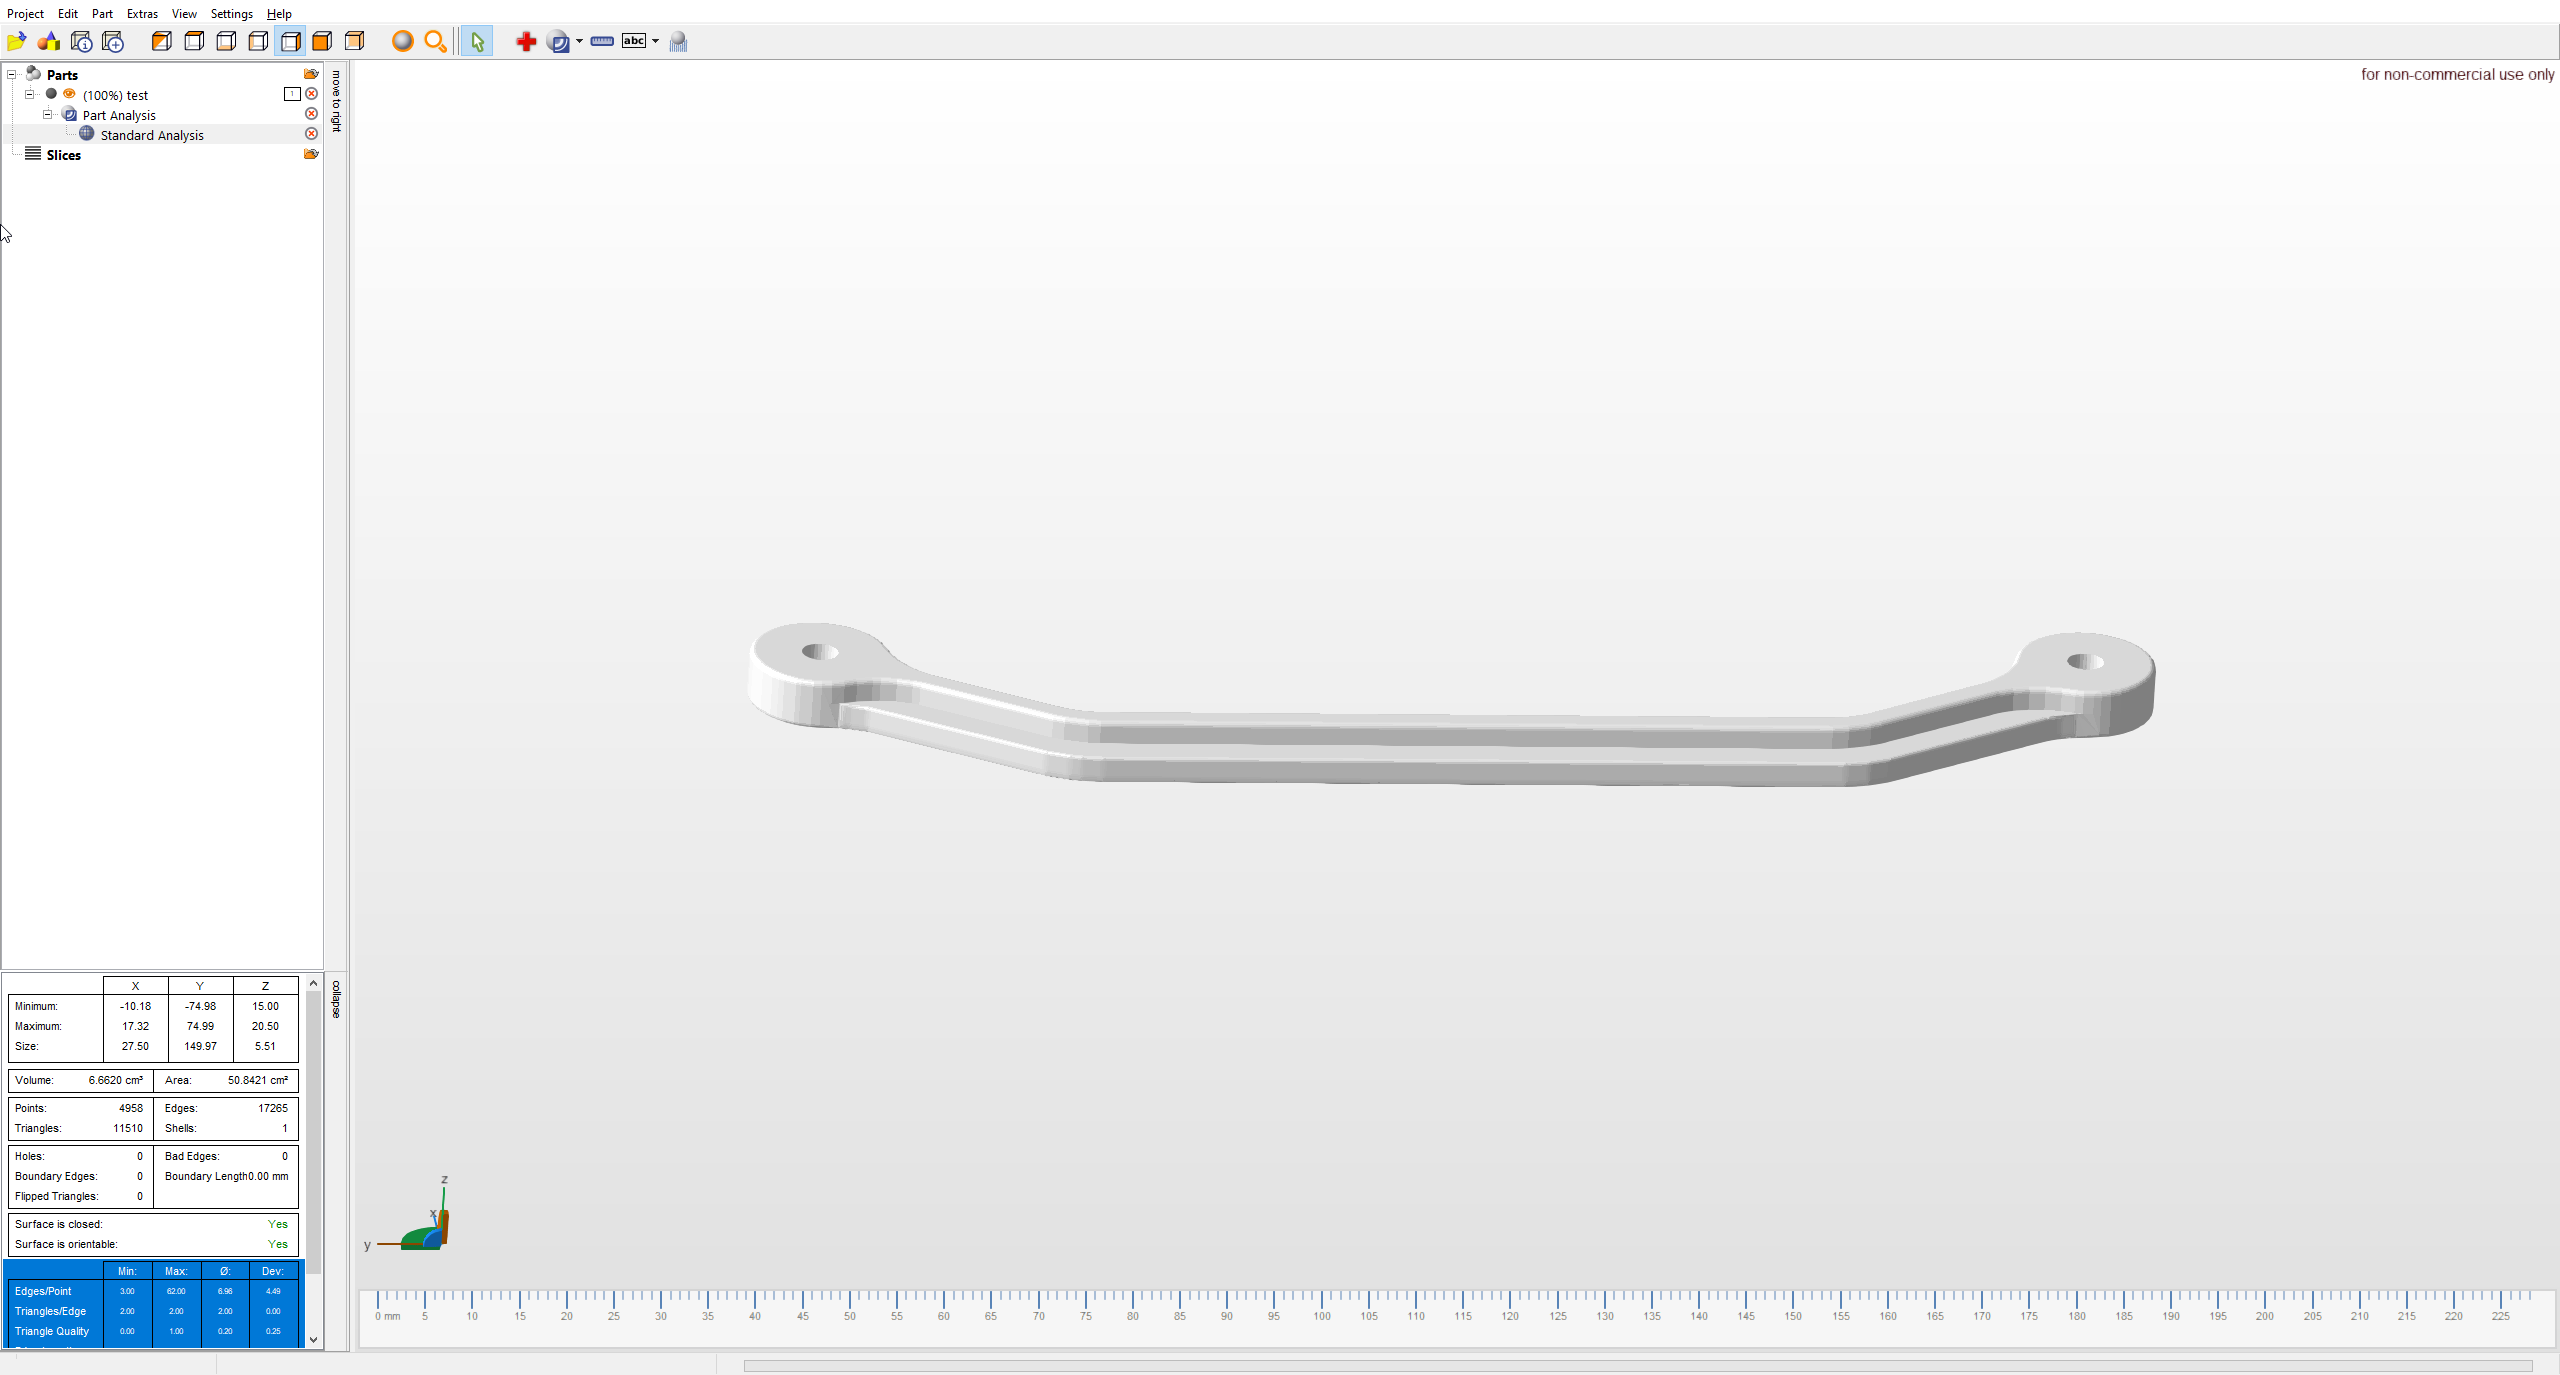 Project Edit Part Extras View Settings Help
abc
for non-commercial use only
Parts
(100%) test
1
Part Analysis
Standard Analysis
Slices
move to right
collapse
X Y Z
Minimum: -10.18 -74.98 15.00
Maximum: 17.32 74.99 20.50
Size: 27.50 149.97 5.51
Volume: 6.6620 cm³ Area: 50.8421 cm²
Points: 4958 Edges: 17265
Triangles: 11510 Shells: 1
Holes: 0 Bad Edges: 0
Boundary Edges: 0 Boundary Length0.00 mm
Flipped Triangles: 0
Surface is closed: Yes
Surface is orientable: Yes
Min: Max: Ø: Dev:
Edges/Point 3.00 62.00 6.96 4.49
Triangles/Edge 2.00 2.00 2.00 0.00
Triangle Quality 0.00 1.00 0.20 0.25
z
x
y
0 mm 5 10 15 20 25 30 35 40 45 50 55 60 65 70 75 80 85 90 95 100 105 110 115 120 125 130 135 140 145 150 155 160 165 170 175 180 185 190 195 200 205 210 215 220 225